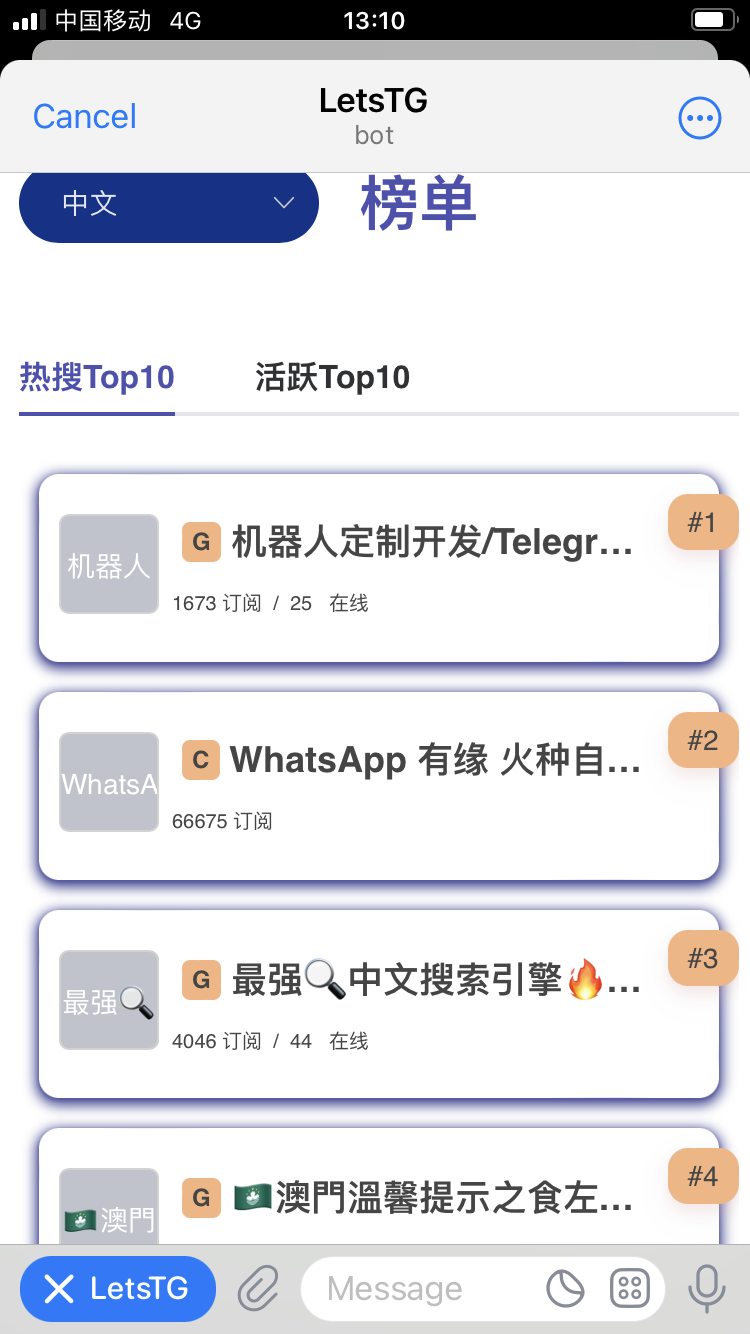 中国移动 4G 13:10
Cancel
LetsTG
bot
中文
榜单
热搜Top10 活跃Top10
#1
机器人
G 机器人定制开发/Telegr...
1673 订阅 / 25 在线
#2
WhatsA
C WhatsApp 有缘 火种自...
66675 订阅
#3
最强🔍
G 最强🔍中文搜索引擎🔥...
4046 订阅 / 44 在线
#4
🇲🇴澳門
G 🇲🇴澳門溫馨提示之食左...
LetsTG
Message